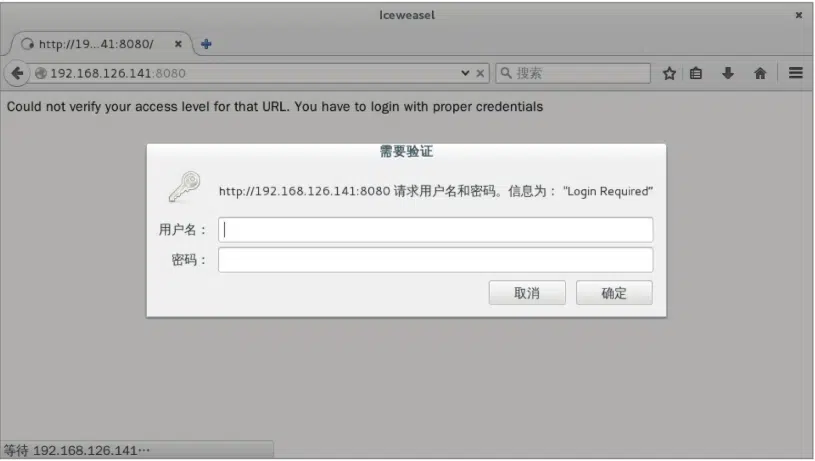 Iceweasel
http://19...41:8080/
192.168.126.141:8080
搜索
Could not verify your access level for that URL. You have to login with proper credentials
需要验证
http://192.168.126.141:8080 请求用户名和密码。信息为： “Login Required”
用户名：
密码：
取消
确定
等待 192.168.126.141…